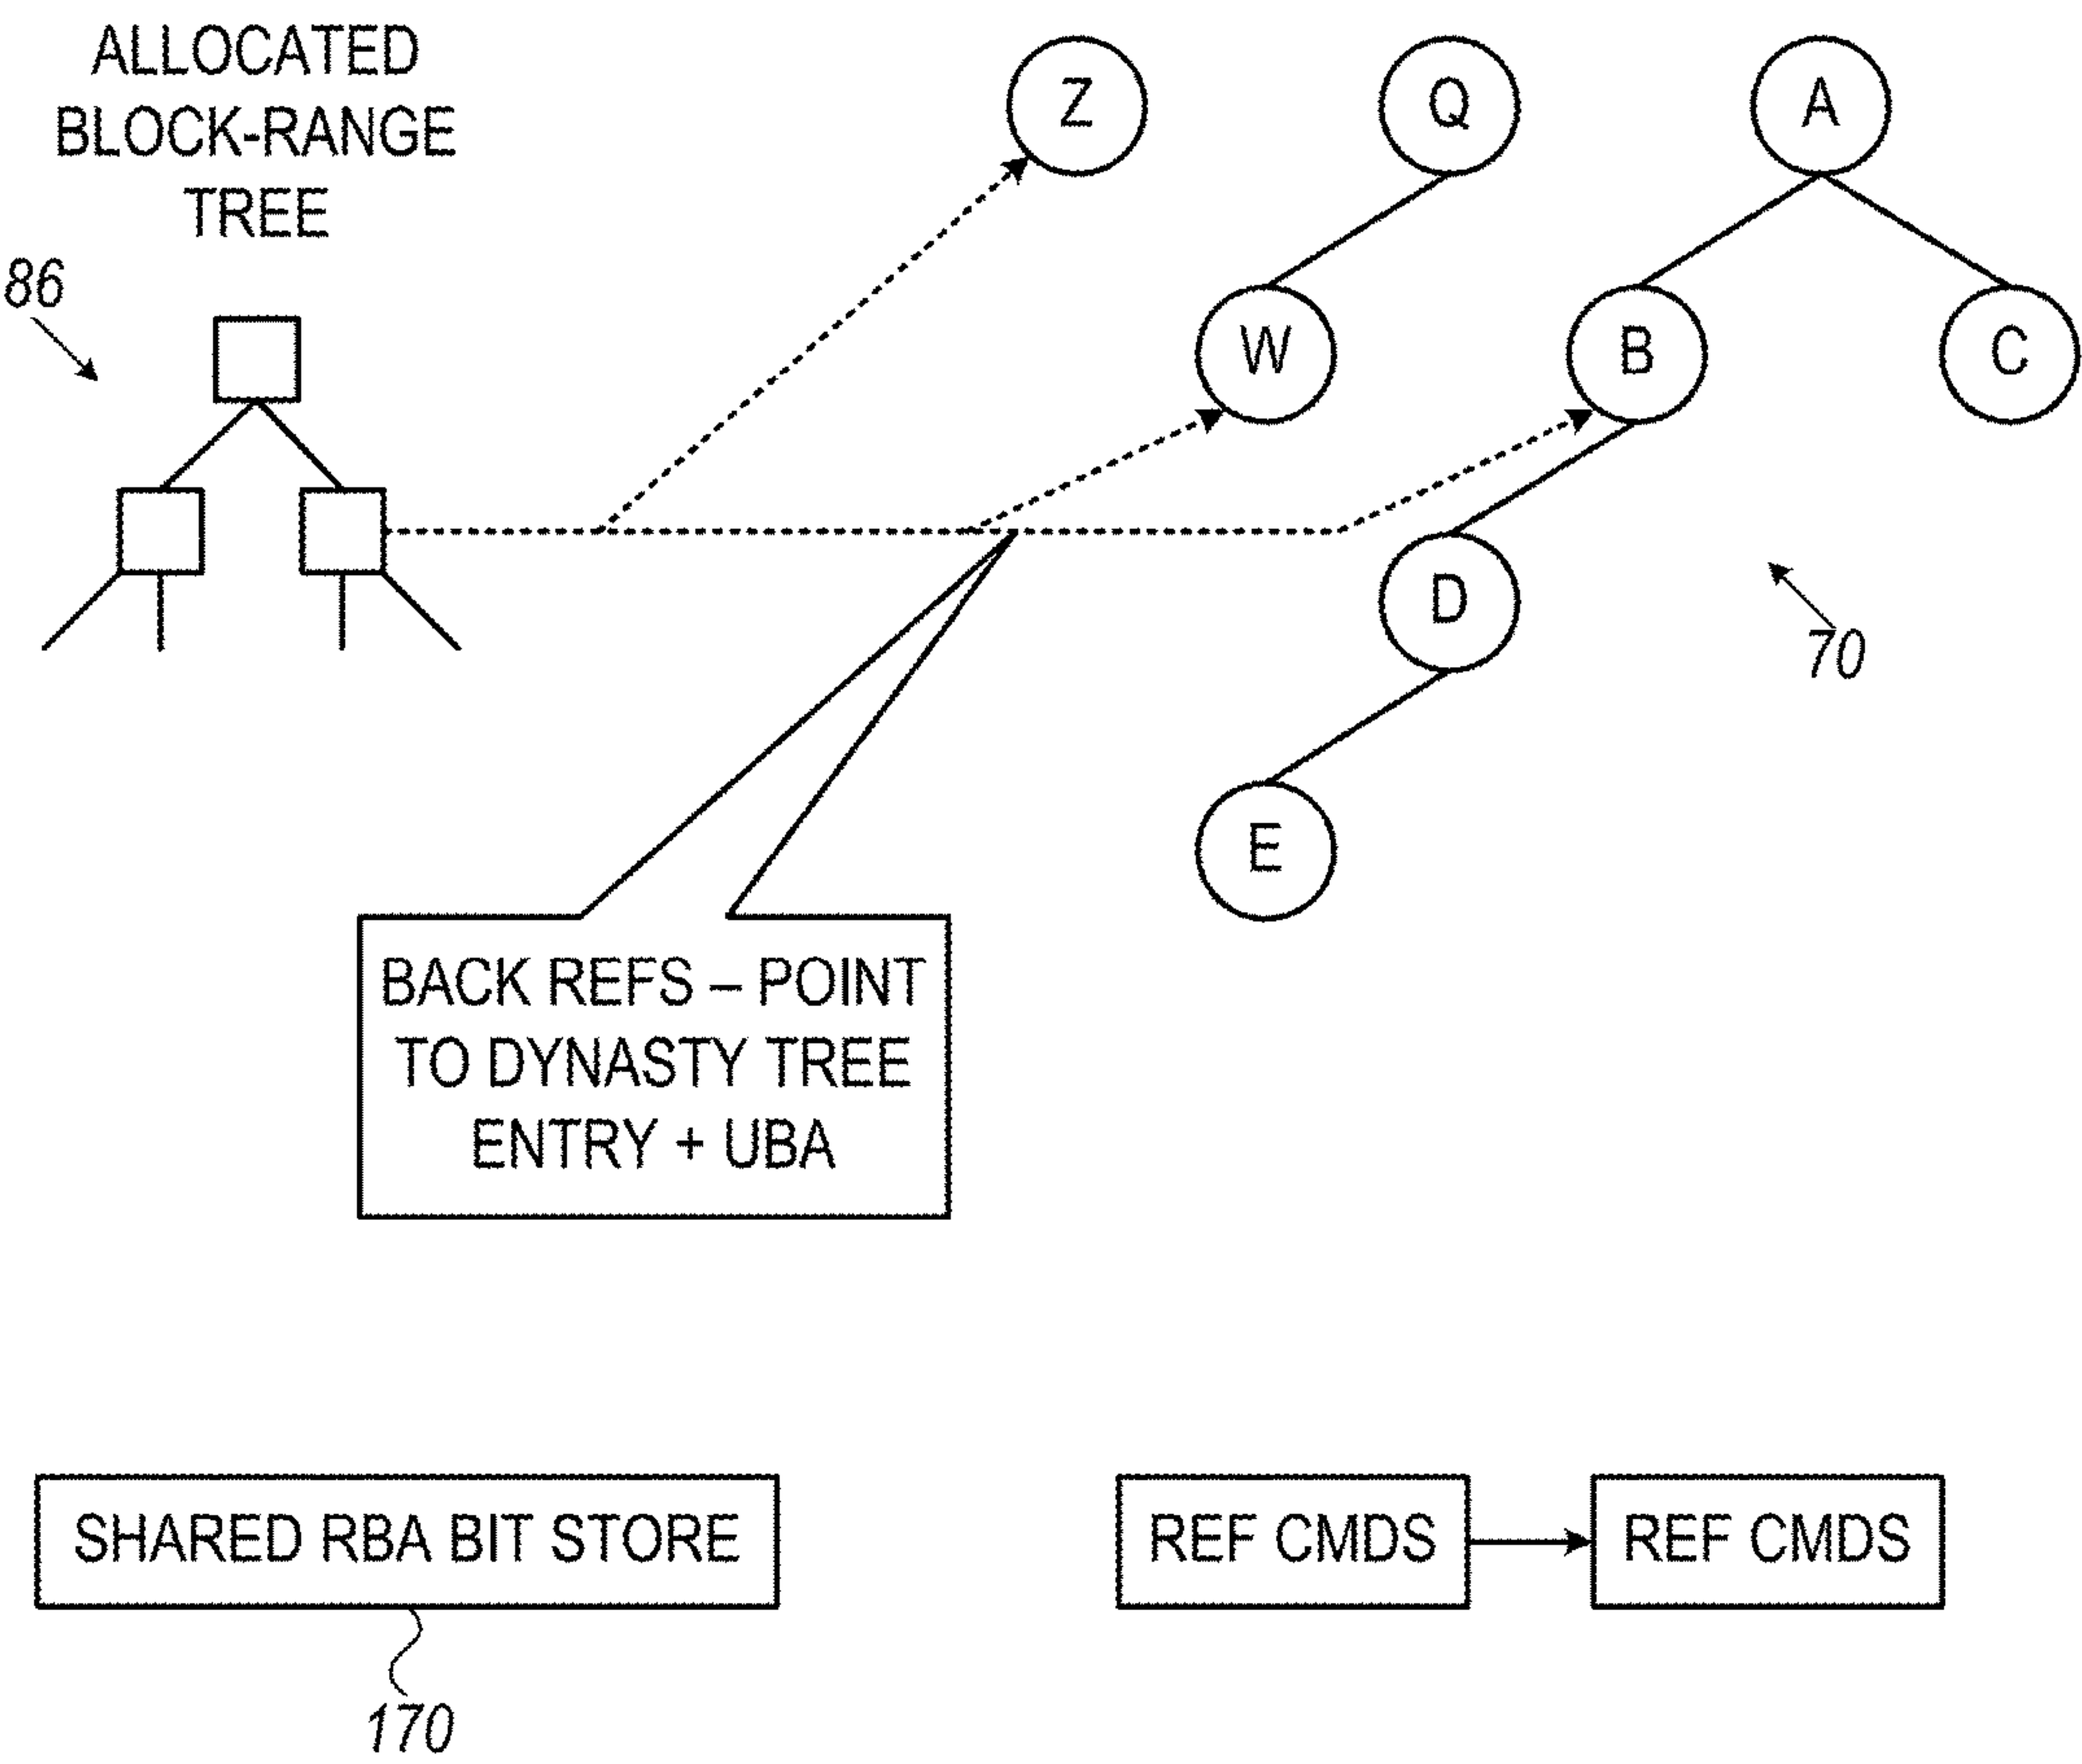 ALLOCATED
BLOCK-RANGE
TREE
86
Z
Q
A
W
B
C
D
70
E
BACK REFS – POINT
TO DYNASTY TREE
ENTRY + UBA
SHARED RBA BIT STORE
REF CMDS
REF CMDS
170